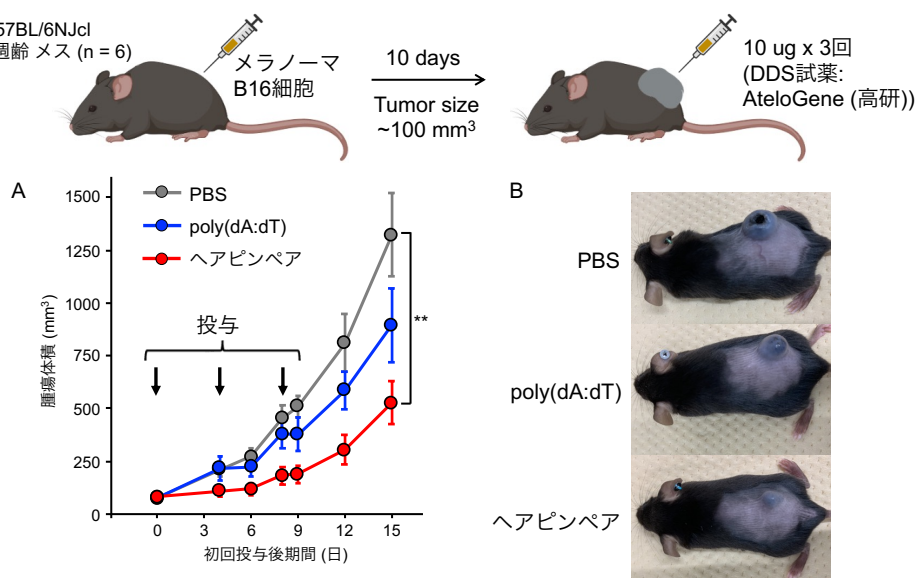 57BL/6NJcl
週齢 メス (n = 6)
メラノーマ
B16細胞
10 days
Tumor size
~100 mm3
10 ug x 3回
(DDS試薬:
AteloGene (高研))
A
PBS
poly(dA:dT)
ヘアピンペア
投与
**
腫瘍体積 (mm3)
1500
1250
1000
750
500
250
0
0 3 6 9 12 15
初回投与後期間 (日)
B
PBS
poly(dA:dT)
ヘアピンペア